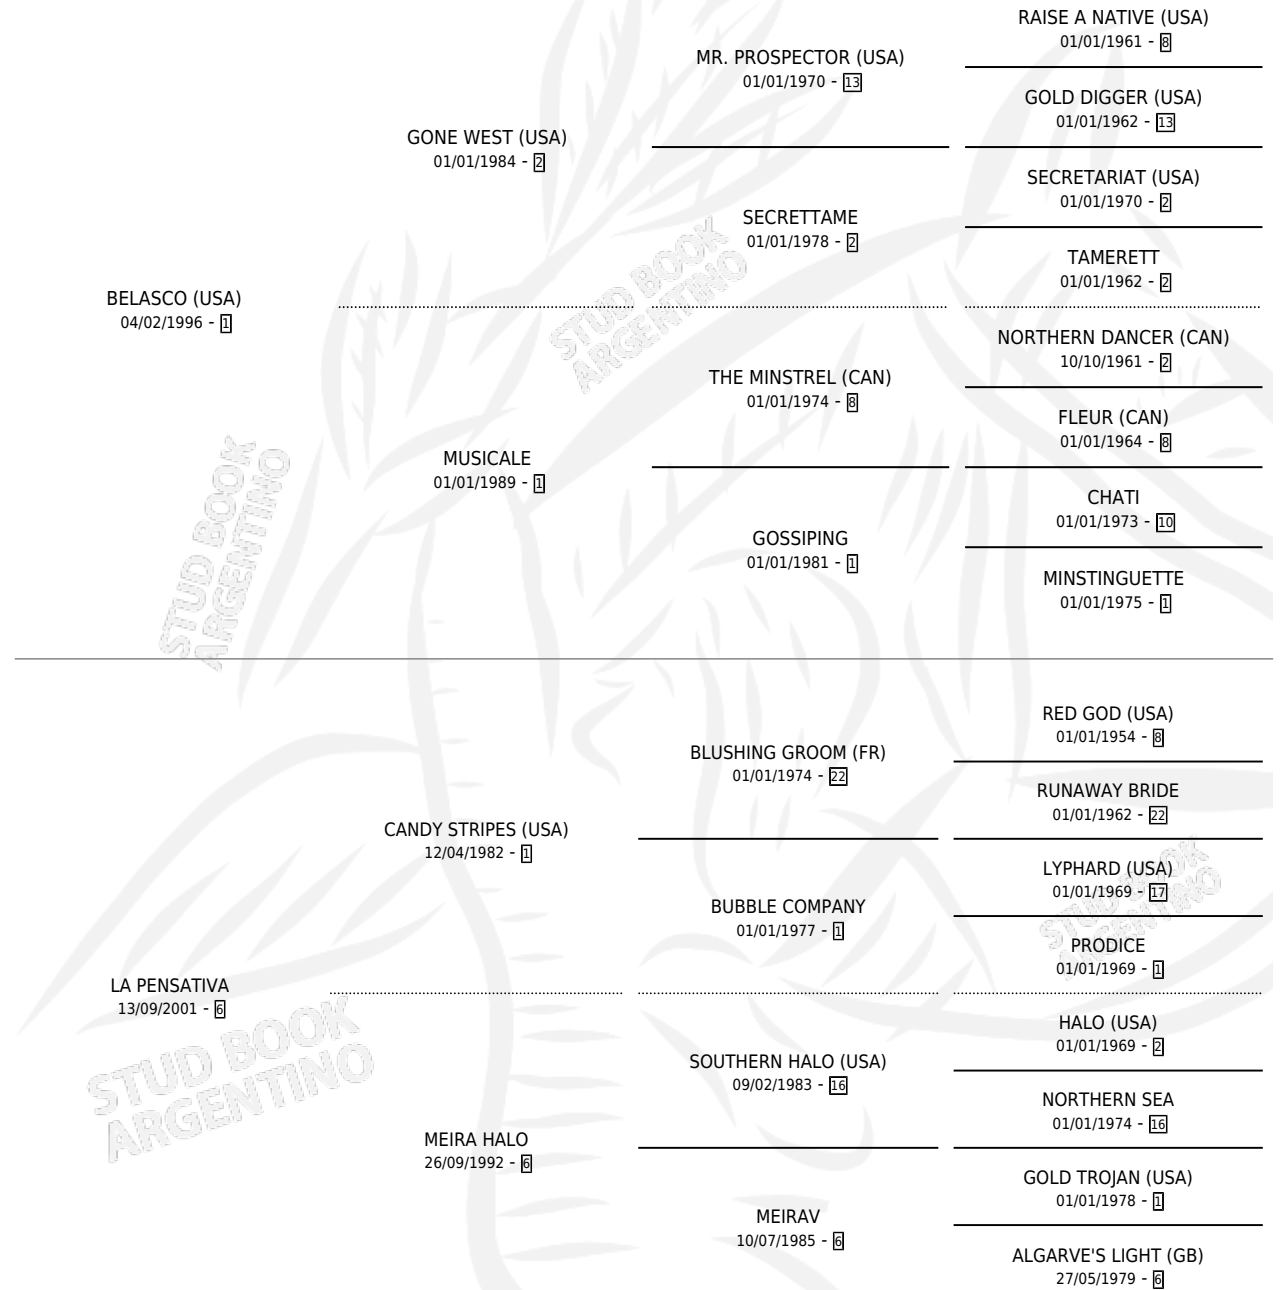 RAISE A NATIVE (USA)
01/01/1961 - 8
MR. PROSPECTOR (USA)
01/01/1970 - 13
GOLD DIGGER (USA)
01/01/1962 - 13
GONE WEST (USA)
01/01/1984 - 2
SECRETARIAT (USA)
01/01/1970 - 2
SECRETTAME
01/01/1978 - 2
TAMERETT
01/01/1962 - 2
BELASCO (USA)
04/02/1996 - 1
NORTHERN DANCER (CAN)
10/10/1961 - 2
THE MINSTREL (CAN)
01/01/1974 - 8
FLEUR (CAN)
01/01/1964 - 8
MUSICALE
01/01/1989 - 1
CHATI
01/01/1973 - 10
GOSSIPING
01/01/1981 - 1
MINSTINGUETTE
01/01/1975 - 1
RED GOD (USA)
01/01/1954 - 8
BLUSHING GROOM (FR)
01/01/1974 - 22
RUNAWAY BRIDE
01/01/1962 - 22
CANDY STRIPES (USA)
12/04/1982 - 1
LYPHARD (USA)
01/01/1969 - 17
BUBBLE COMPANY
01/01/1977 - 1
PRODICE
01/01/1969 - 1
LA PENSATIVA
13/09/2001 - 6
HALO (USA)
01/01/1969 - 2
SOUTHERN HALO (USA)
09/02/1983 - 16
NORTHERN SEA
01/01/1974 - 16
MEIRA HALO
26/09/1992 - 6
GOLD TROJAN (USA)
01/01/1978 - 1
MEIRAV
10/07/1985 - 6
ALGARVE'S LIGHT (GB)
27/05/1979 - 6
STUD BOOK
ARGENTINO
STUD BOOK
ARGENTINO
STUD BOOK
ARGENTINO
STUD BOOK
ARGENTINO